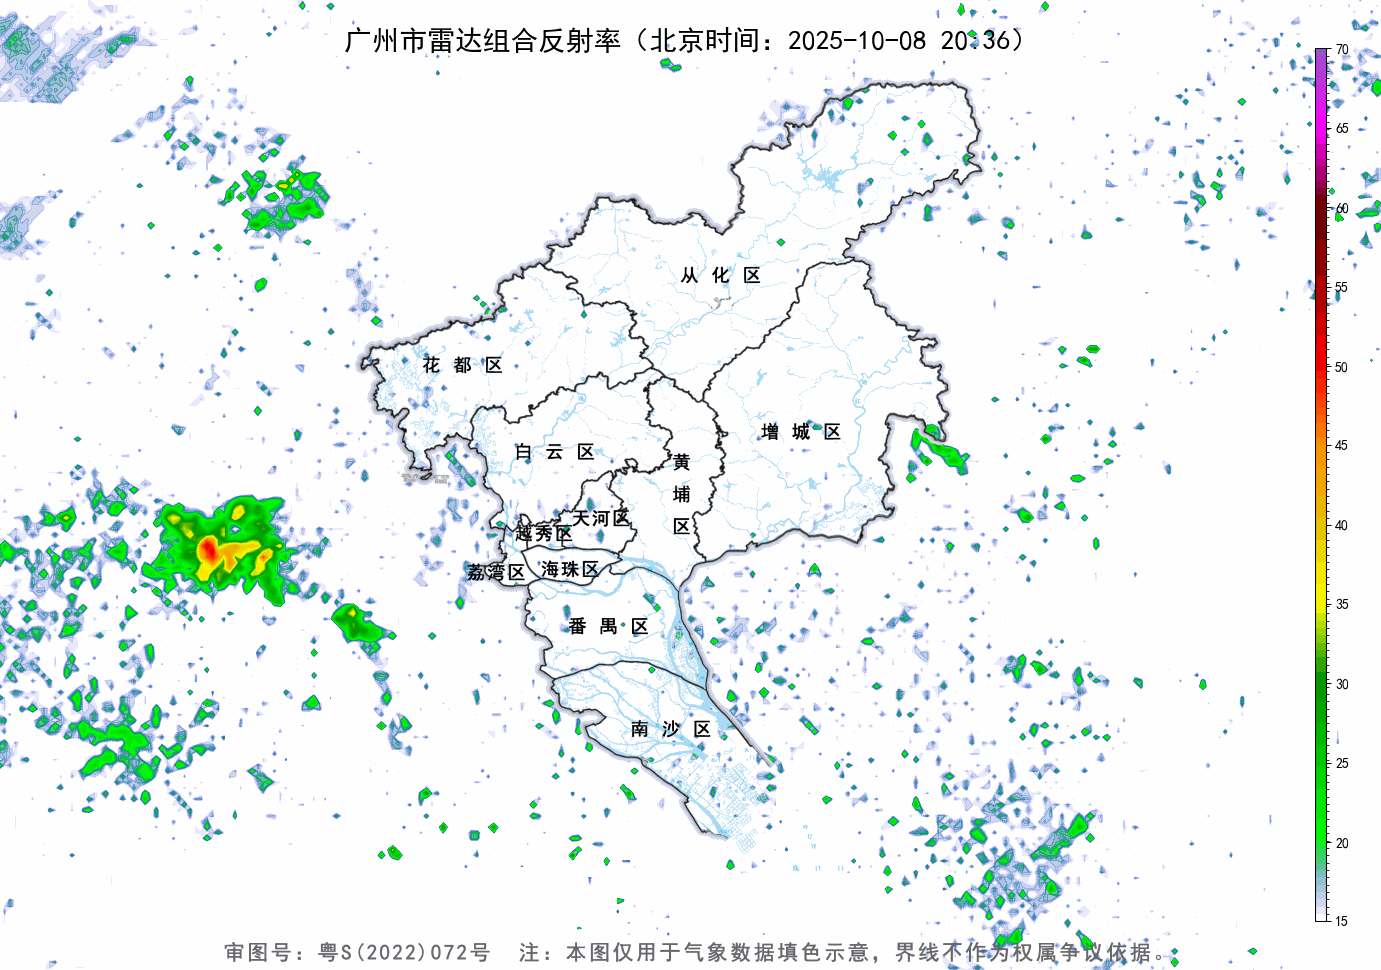 广州市雷达组合反射率（北京时间：2025-10-08 20:36）
70
65
60
55
50
45
40
35
30
25
20
15
从化区
花都区
增城区
白云区
黄埔区
天河区
越秀区
海珠区
荔湾区
番禺区
南沙区
审图号：粤S(2022)072号 注：本图仅用于气象数据填色示意，界线不作为权属争议依据。